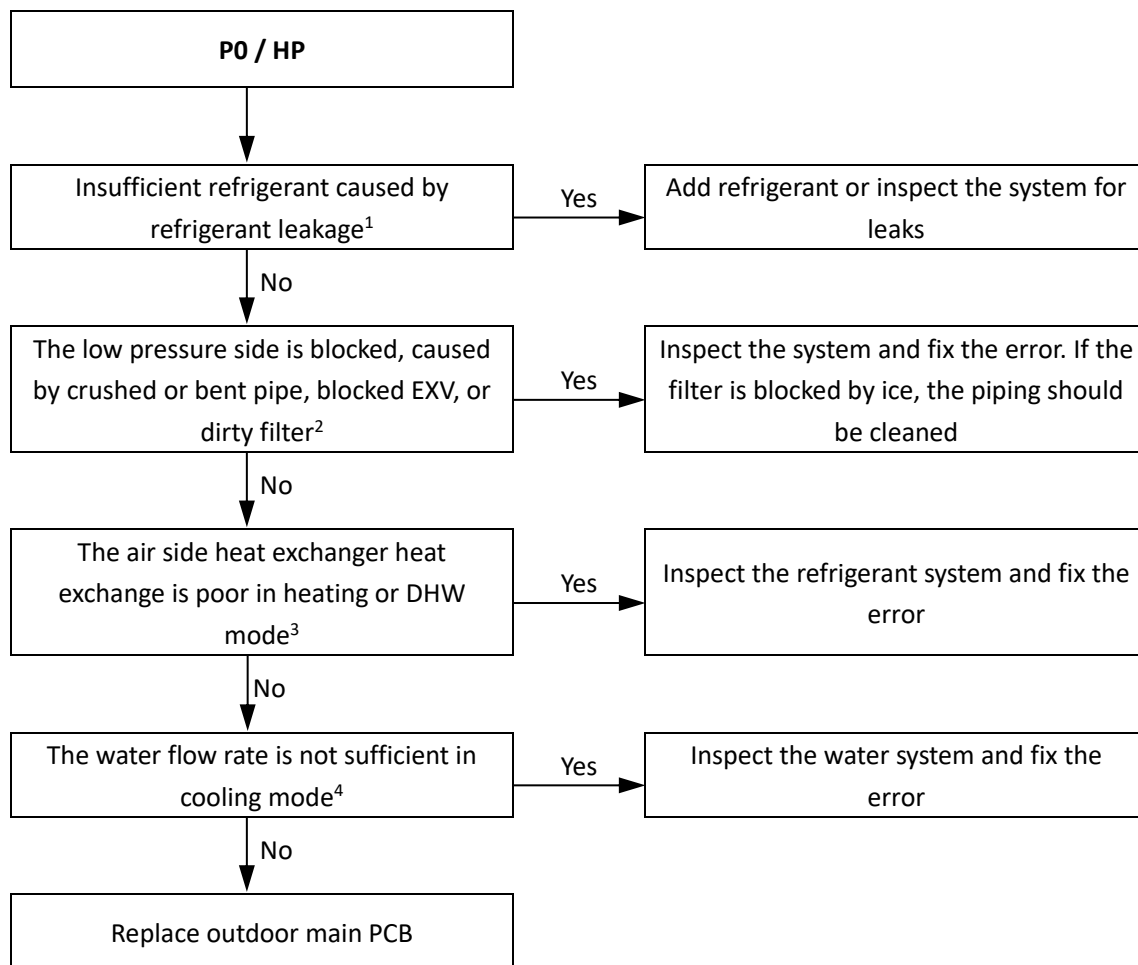 P0 / HP
Insufficient refrigerant caused by
refrigerant leakage1
Yes
Add refrigerant or inspect the system for
leaks
No
The low pressure side is blocked, caused
by crushed or bent pipe, blocked EXV, or
dirty filter2
Yes
Inspect the system and fix the error. If the
filter is blocked by ice, the piping should
be cleaned
No
The air side heat exchanger heat
exchange is poor in heating or DHW
mode3
Yes
Inspect the refrigerant system and fix the
error
No
The water flow rate is not sufficient in
cooling mode4
Yes
Inspect the water system and fix the
error
No
Replace outdoor main PCB